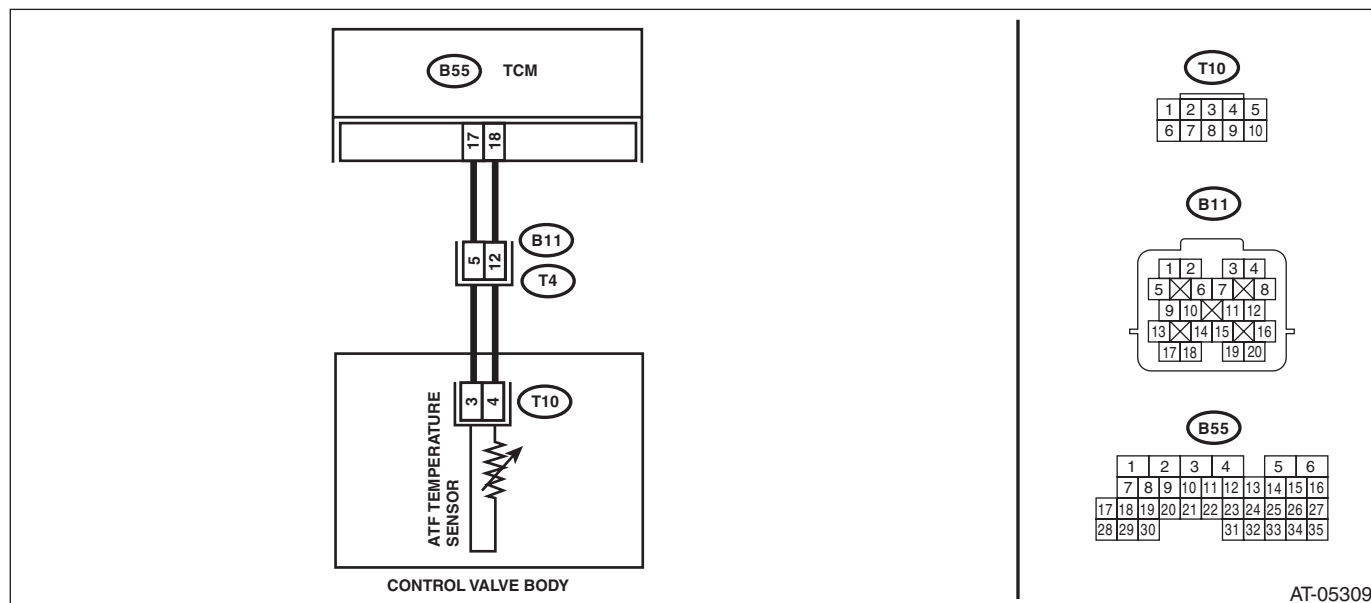 B55 TCM
17 18
B11
5 12
T4
3 4
T10
ATF TEMPERATURE
SENSOR
CONTROL VALVE BODY
T10
1 2 3 4 5
6 7 8 9 10
B11
1 2 3 4
5 6 7 8
9 10 11 12
13 14 15 16
17 18 19 20
B55
1 2 3 4 5 6
7 8 9 10 11 12 13 14 15 16
17 18 19 20 21 22 23 24 25 26 27
28 29 30 31 32 33 34 35
AT-05309